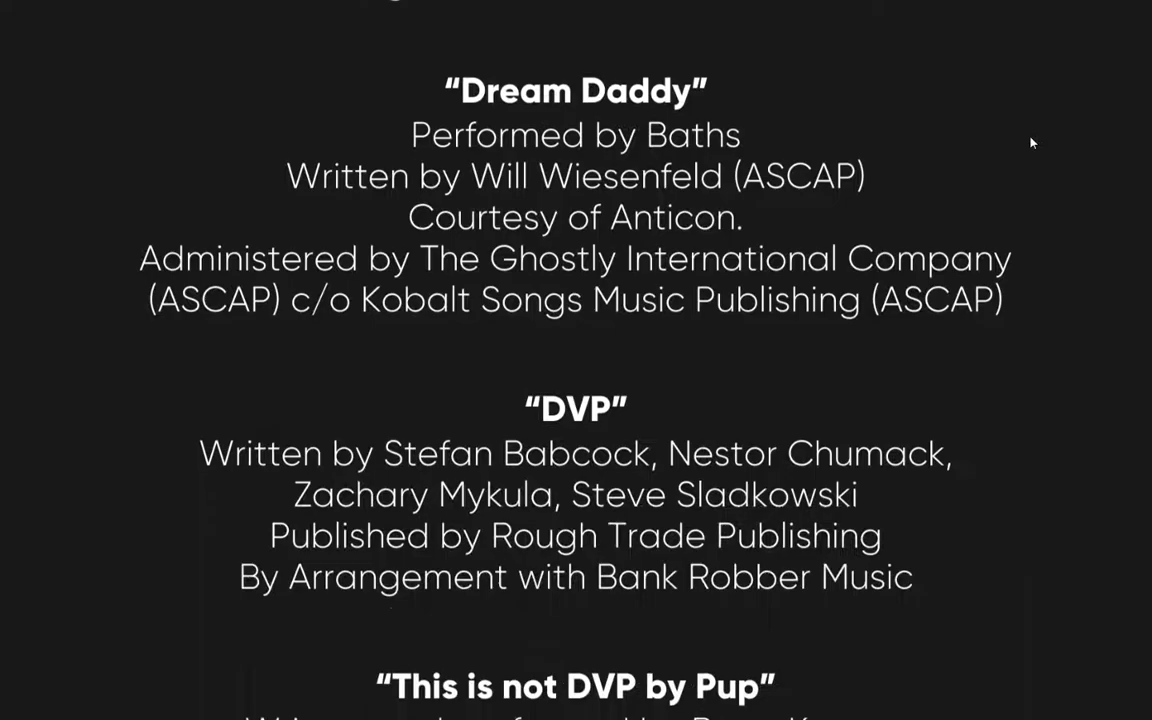 “Dream Daddy”
Performed by Baths
Written by Will Wiesenfeld (ASCAP)
Courtesy of Anticon.
Administered by The Ghostly International Company
(ASCAP) c/o Kobalt Songs Music Publishing (ASCAP)
“DVP”
Written by Stefan Babcock, Nestor Chumack,
Zachary Mykula, Steve Sladkowski
Published by Rough Trade Publishing
By Arrangement with Bank Robber Music
“This is not DVP by Pup”